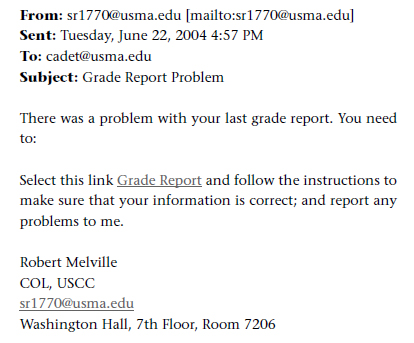 From: sr1770@usma.edu [mailto:sr1770@usma.edu]
Sent: Tuesday, June 22, 2004 4:57 PM
To: cadet@usma.edu
Subject: Grade Report Problem
There was a problem with your last grade report. You need
to:
Select this link Grade Report and follow the instructions to
make sure that your information is correct; and report any
problems to me.
Robert Melville
COL, USCC
sr1770@usma.edu
Washington Hall, 7th Floor, Room 7206